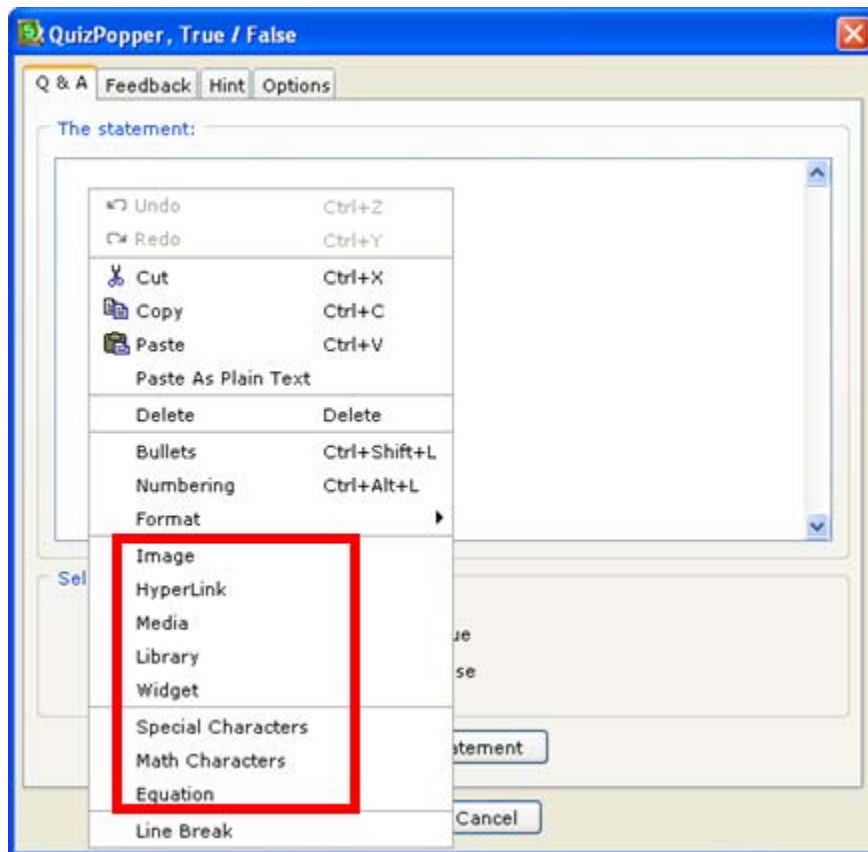 QuizPopper, True / False
Q & A Feedback Hint Options
The statement:
Undo Ctrl+Z
Redo Ctrl+Y
Cut Ctrl+X
Copy Ctrl+C
Paste Ctrl+V
Paste As Plain Text
Delete Delete
Bullets Ctrl+Shift+L
Numbering Ctrl+Alt+L
Format
Image
Sel
HyperLink
Media
ue
Library
se
Widget
Special Characters
atement
Math Characters
Equation
Cancel
Line Break